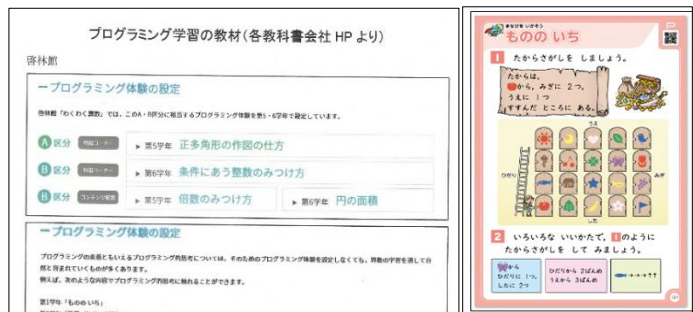 プログラミング学習の教材(各教科書会社 HP より)
啓林館
ープログラミング体験の設定
啓林館「わくわく算数」では、このA・B区分に相当するプログラミング体験を第5・6学年で設定しています。
A 区分 ▶ 第5学年 正多角形の作図の仕方
B 区分 ▶ 第6学年 条件にあう整数のみつけ方
B 区分 ▶ 第5学年 倍数のみつけ方 ▶ 第6学年 円の面積
ープログラミング体験の設定
プログラミングの素養ともいえるプログラミング的思考については、そのためのプログラミング体験を設定しなくても、算数の学習を通して自
然と育まれていくものが多くあります。
例えば、次のような内容でプログラミング的思考に触れることができます。
第1学年「ものの いち」
まなびを いかそう
ものの いち
1 たからさがしを しましょう。
たからは、
から、みぎに 2つ、
うえに 1つ
すすんだ ところに ある。
うえ
ひだり
みぎ
した
2 いろいろな いいかたで、1のように
たからさがしを して みましょう。
から
ひだりに 1つ、
したに 2つ
ひだりから 2ばんめ
うえから 3ばんめ
→→→↑↑